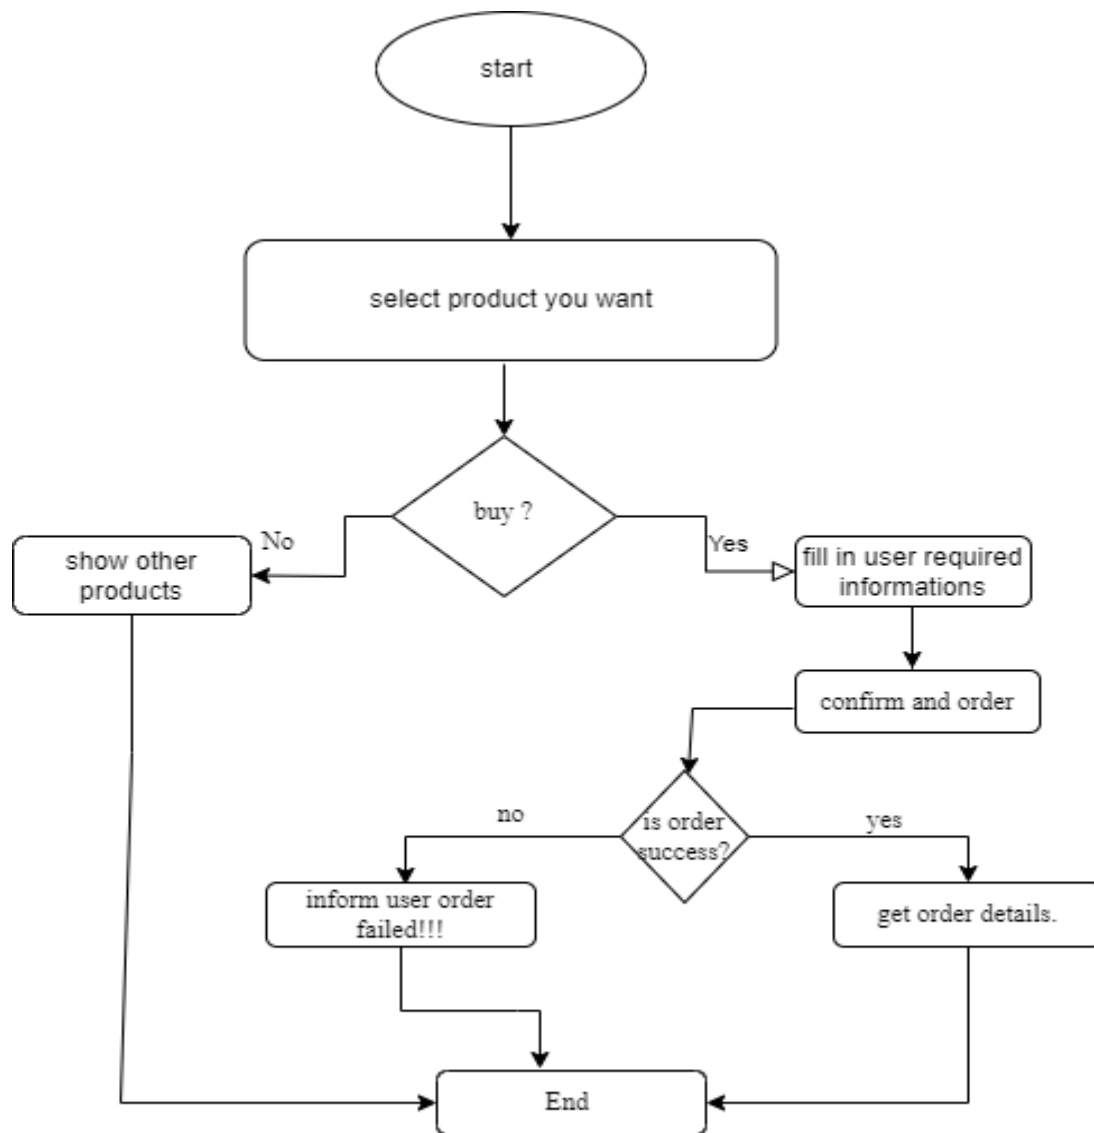 start
select product you want
buy ?
No
Yes
show other
products
fill in user required
informations
confirm and order
is order
success?
no
yes
inform user order
failed!!!
get order details.
End